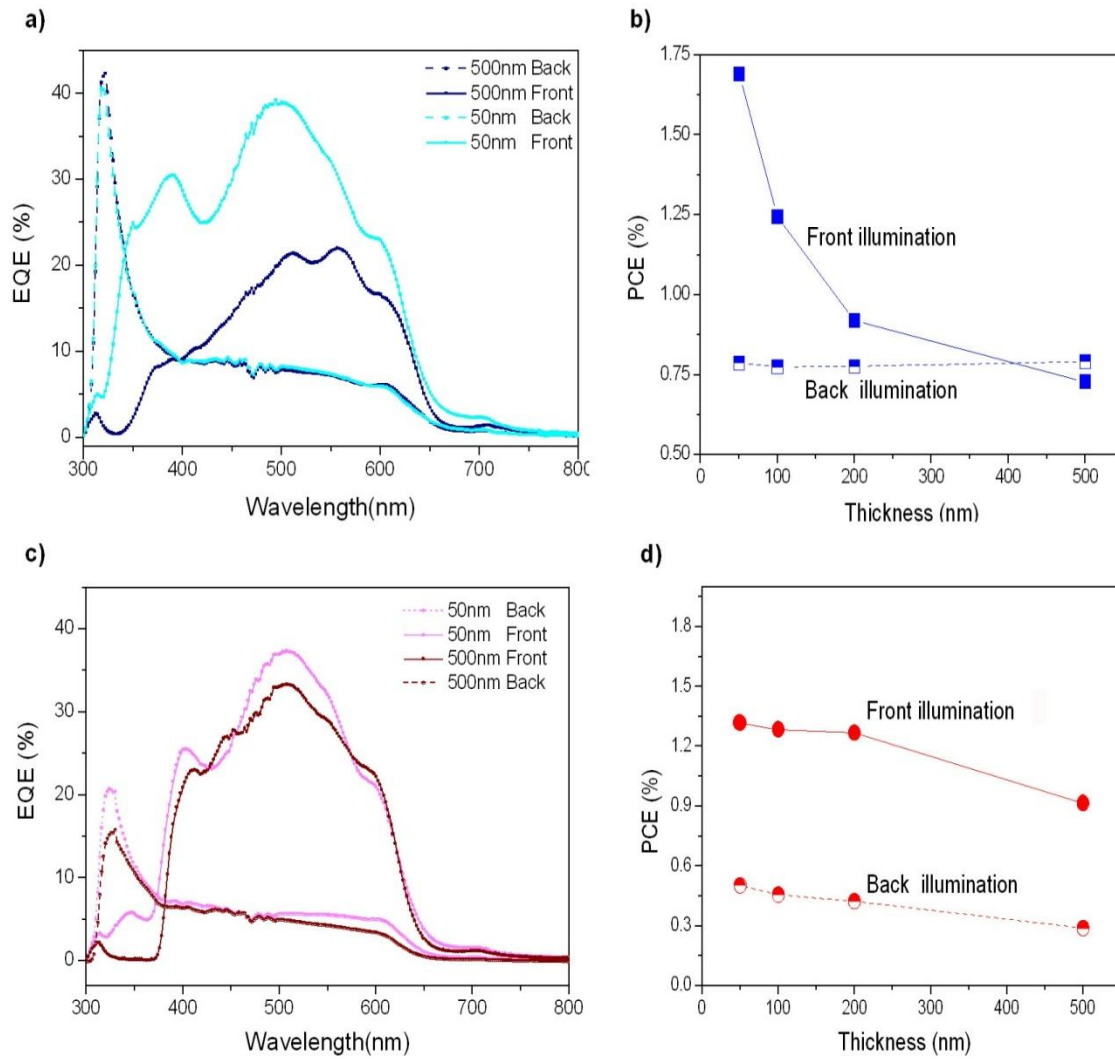 a)
500nm Back
500nm Front
50nm Back
50nm Front
40
30
20
10
0
EQE (%)
300 400 500 600 700 800
Wavelength(nm)
b)
1.75
1.50
1.25
1.00
0.75
0.50
PCE (%)
Front illumination
Back illumination
0 100 200 300 400 500
Thickness (nm)
c)
50nm Back
50nm Front
500nm Front
500nm Back
40
30
20
10
0
EQE (%)
300 400 500 600 700 800
Wavelength (nm)
d)
1.8
1.5
1.2
0.9
0.6
0.3
0.0
PCE (%)
Front illumination
Back illumination
0 100 200 300 400 500
Thickness (nm)